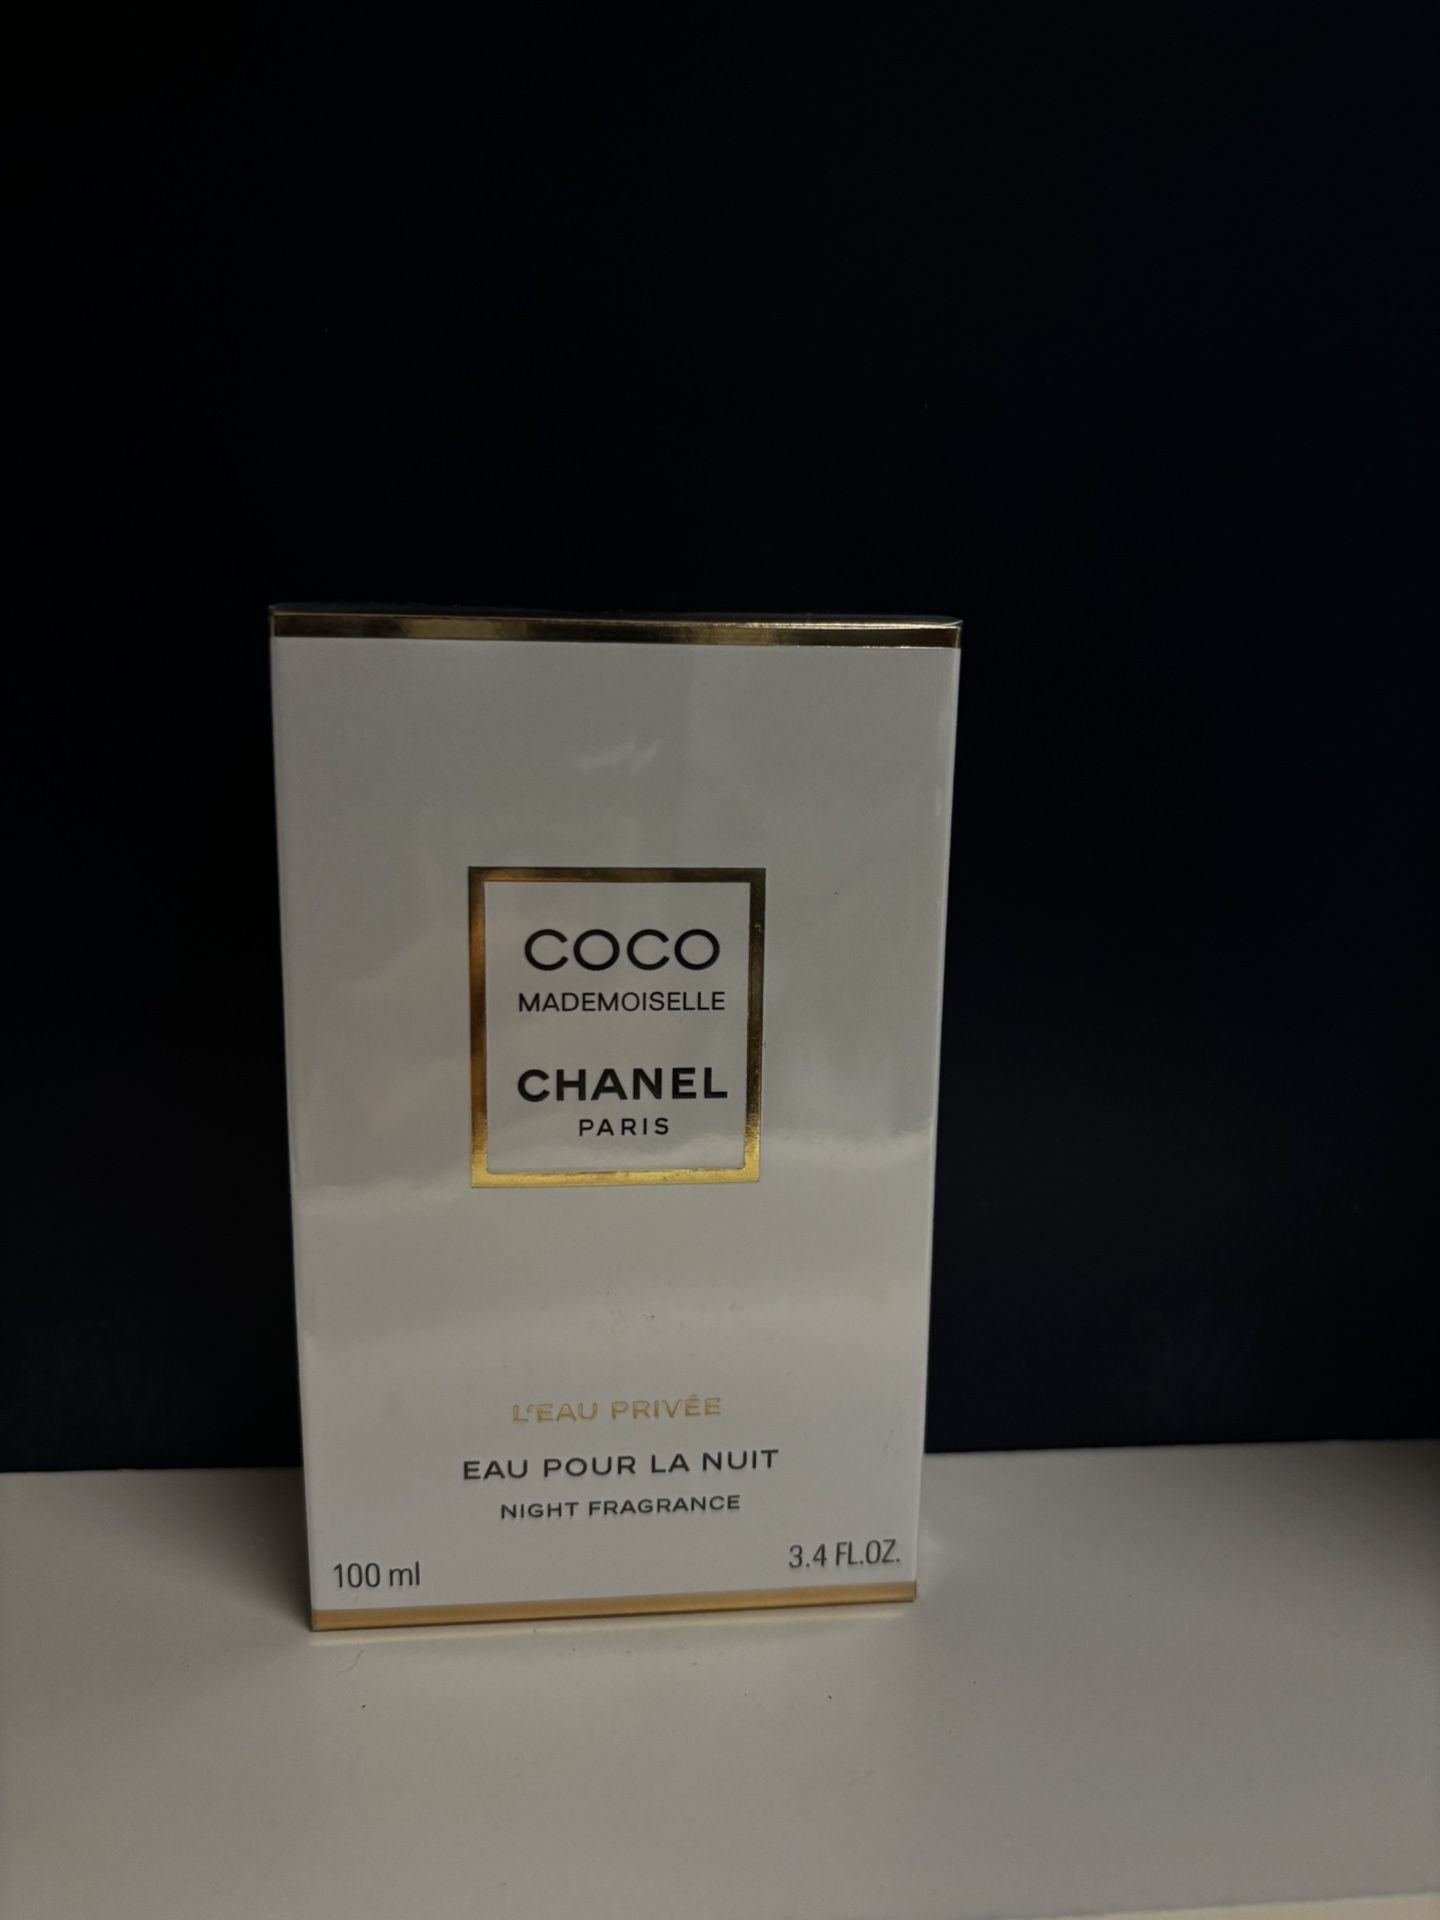 COCO
MADEMOISELLE
CHANEL
PARIS
L'EAU PRIVÉE
EAU POUR LA NUIT
NIGHT FRAGRANCE
100 ml 3.4 FL.OZ.